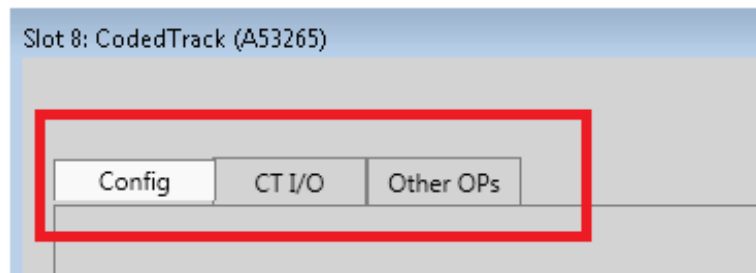 Slot 8: CodedTrack (A53265)
Config CT I/O Other OPs